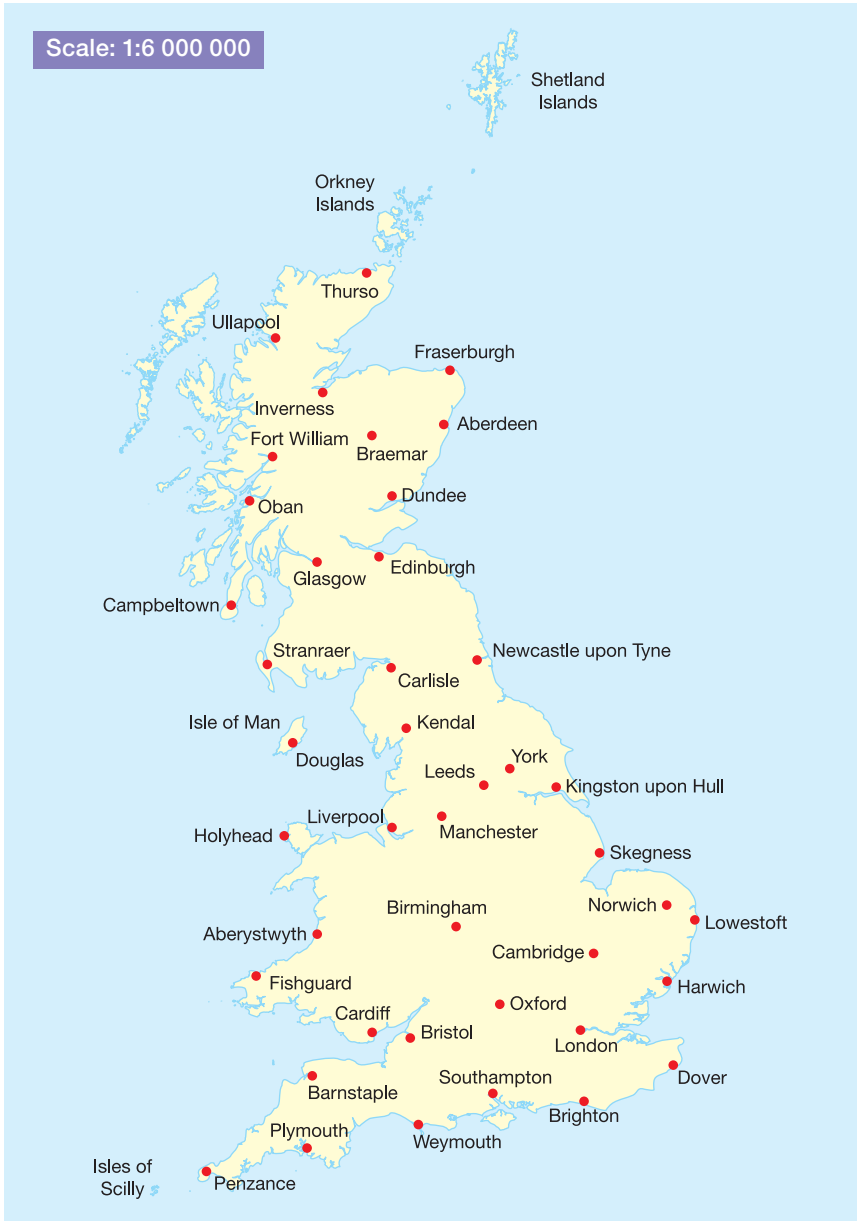 Scale: 1:6 000 000
Shetland
Islands
Orkney
Islands
Thurso
Ullapool
Fraserburgh
Inverness
Aberdeen
Fort William
Braemar
Dundee
Oban
Edinburgh
Glasgow
Campbeltown
Stranraer
Newcastle upon Tyne
Carlisle
Isle of Man
Kendal
Douglas
York
Leeds
Kingston upon Hull
Liverpool
Manchester
Holyhead
Skegness
Norwich
Birmingham
Lowestoft
Aberystwyth
Cambridge
Fishguard
Harwich
Oxford
Cardiff
Bristol
London
Dover
Southampton
Barnstaple
Brighton
Plymouth
Weymouth
Isles of
Scilly
Penzance